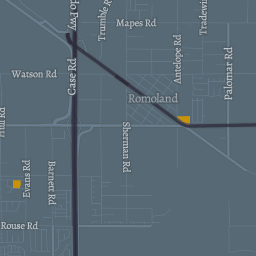 Mapes Rd
Trumble R
Tradewi
Watson Rd
Case Rd
Antelope Rd
Palomar Rd
Romoland
Sherman Rd
Evans Rd
Barnett Rd
Rouse Rd